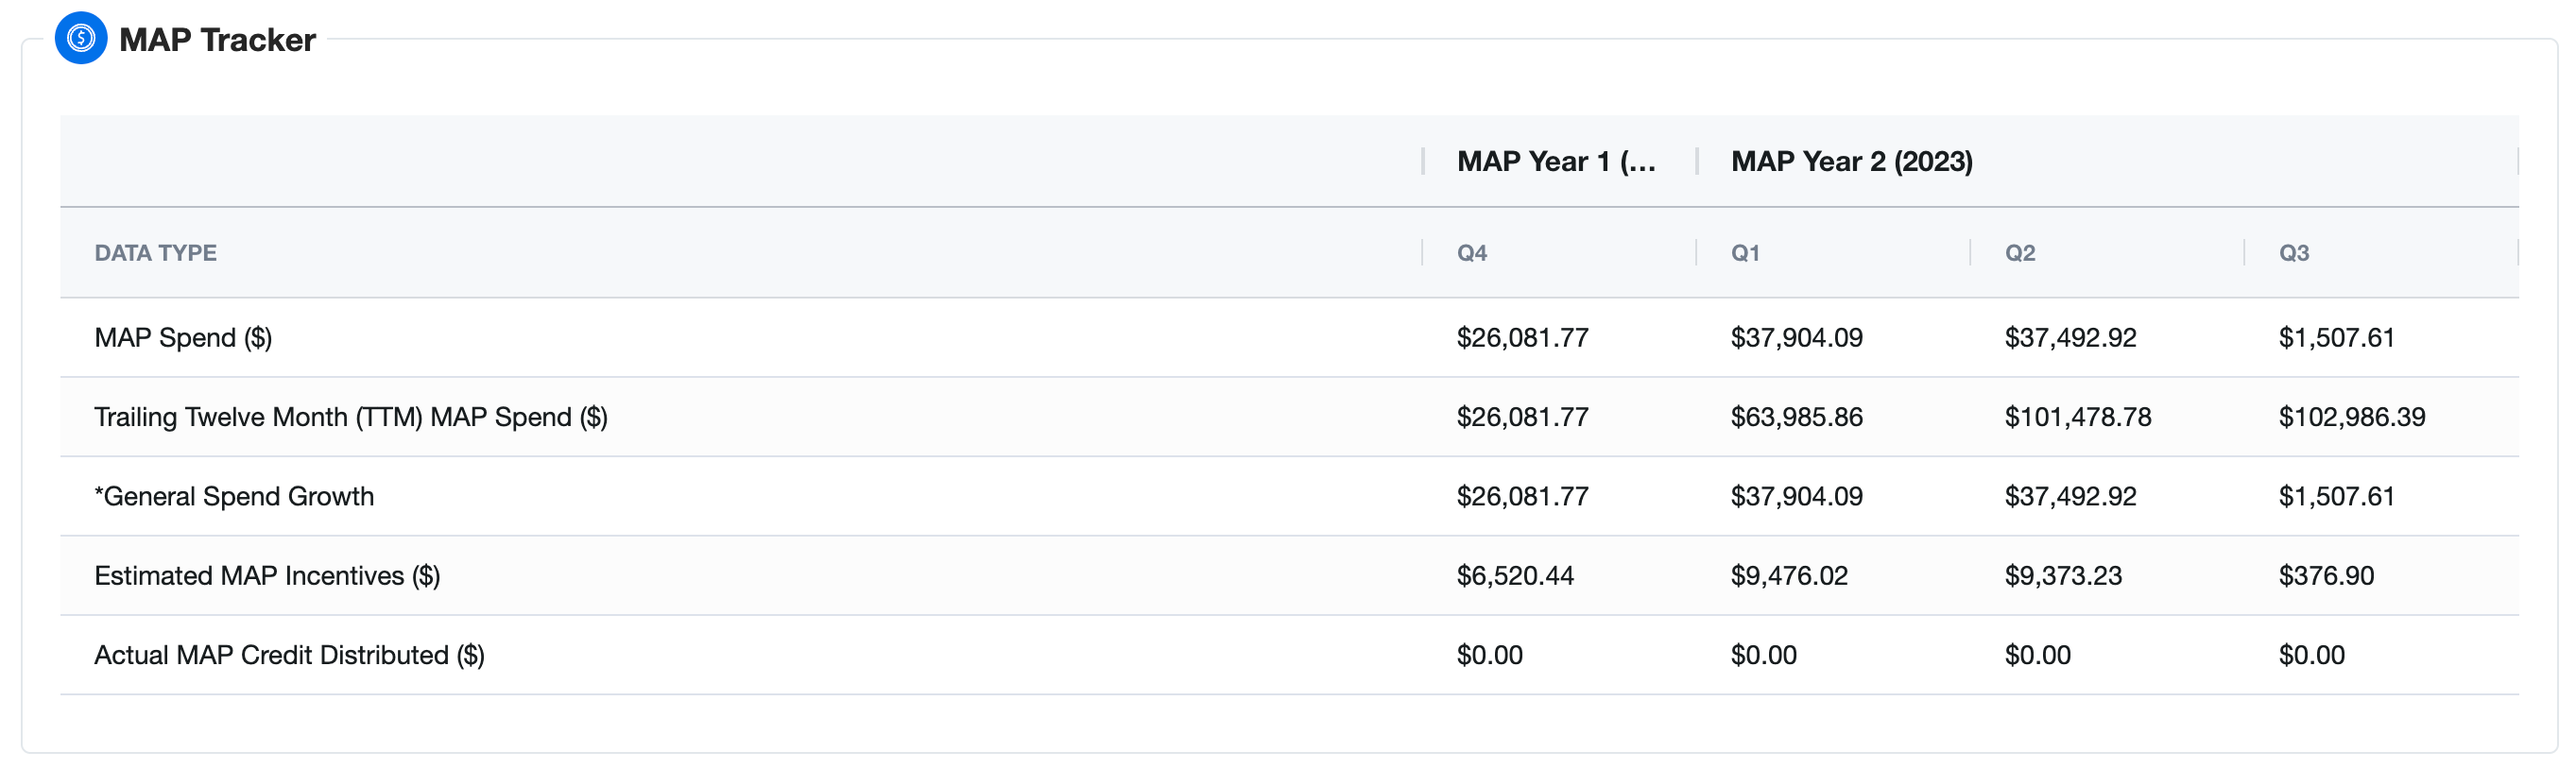 MAP Tracker
MAP Year 1 (... MAP Year 2 (2023)
DATA TYPE Q4 Q1 Q2 Q3
MAP Spend ($) $26,081.77 $37,904.09 $37,492.92 $1,507.61
Trailing Twelve Month (TTM) MAP Spend ($) $26,081.77 $63,985.86 $101,478.78 $102,986.39
*General Spend Growth $26,081.77 $37,904.09 $37,492.92 $1,507.61
Estimated MAP Incentives ($) $6,520.44 $9,476.02 $9,373.23 $376.90
Actual MAP Credit Distributed ($) $0.00 $0.00 $0.00 $0.00